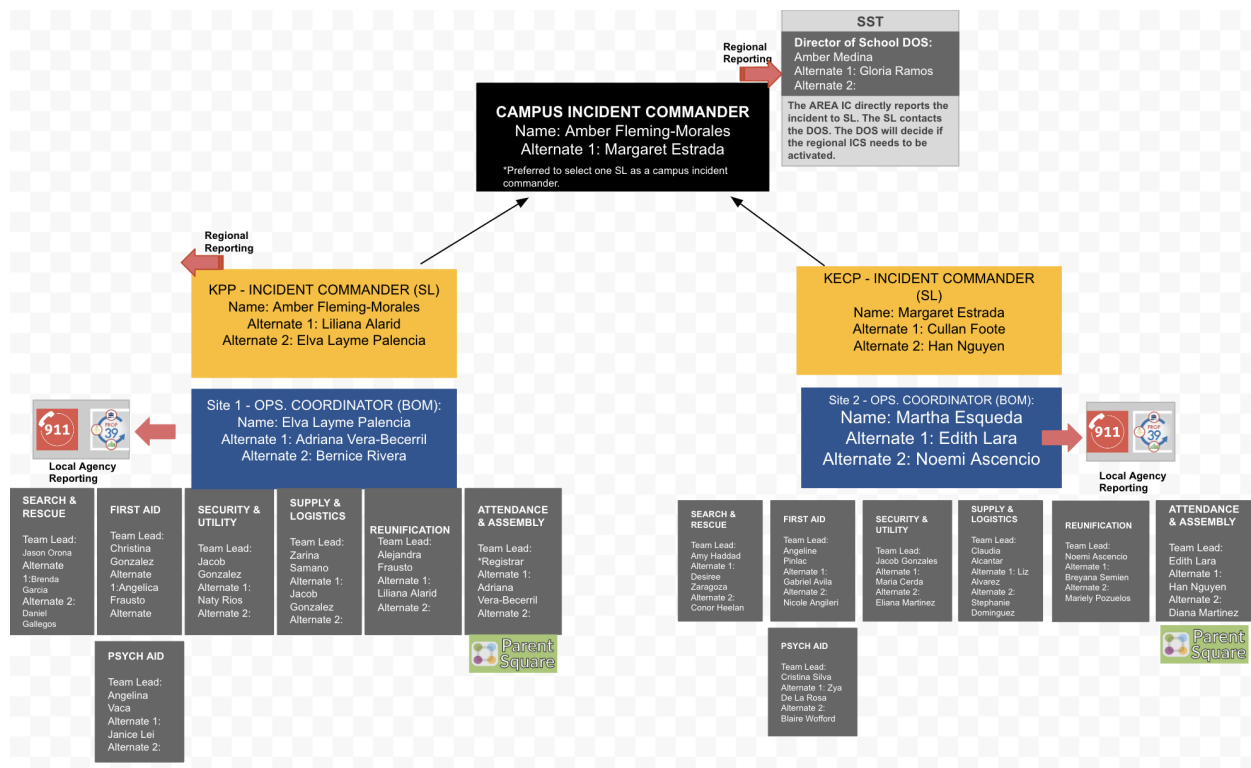 SST
Director of School DOS:
Amber Medina
Alternate 1: Gloria Ramos
Alternate 2:
The AREA IC directly reports the
incident to SL. The SL contacts
the DOS. The DOS will decide if
the regional ICS needs to be
activated.
Regional
Reporting
CAMPUS INCIDENT COMMANDER
Name: Amber Fleming-Morales
Alternate 1: Margaret Estrada
*Preferred to select one SL as a campus incident
commander.
Regional
Reporting
KPP - INCIDENT COMMANDER (SL)
Name: Amber Fleming-Morales
Alternate 1: Liliana Alarid
Alternate 2: Elva Layme Palencia
KECP - INCIDENT COMMANDER
(SL)
Name: Margaret Estrada
Alternate 1: Cullan Foote
Alternate 2: Han Nguyen
Site 1 - OPS. COORDINATOR (BOM):
Name: Elva Layme Palencia
Alternate 1: Adriana Vera-Becerril
Alternate 2: Bernice Rivera
Site 2 - OPS. COORDINATOR (BOM):
Name: Martha Esqueda
Alternate 1: Edith Lara
Alternate 2: Noemi Ascencio
911
PROP
39
Local Agency
Reporting
911
PROP
39
Local Agency
Reporting
SEARCH &
RESCUE
Team Lead:
Jason Orona
Alternate
1:Brenda
Garcia
Alternate 2:
Daniel
Gallegos
FIRST AID
Team Lead:
Christina
Gonzalez
Alternate
1:Angelica
Frausto
Alternate
SECURITY &
UTILITY
Team Lead:
Jacob
Gonzalez
Alternate 1:
Naty Rios
Alternate 2:
SUPPLY &
LOGISTICS
Team Lead:
Zarina
Samano
Alternate 1:
Jacob
Gonzalez
Alternate 2:
REUNIFICATION
Team Lead:
Alejandra
Frausto
Alternate 1:
Liliana Alarid
Alternate 2:
ATTENDANCE
& ASSEMBLY
Team Lead:
*Registrar
Alternate 1:
Adriana
Vera-Becerril
Alternate 2:
Parent
Square
PSYCH AID
Team Lead:
Angelina
Vaca
Alternate 1:
Janice Lei
Alternate 2:
SEARCH &
RESCUE
Team Lead:
Amy Haddad
Alternate 1:
Desiree
Zaragoza
Alternate 2:
Conor Heelan
FIRST AID
Team Lead:
Angeline
Pinlac
Alternate 1:
Gabriel Avila
Alternate 2:
Nicole Angileri
SECURITY &
UTILITY
Team Lead:
Jacob Gonzales
Alternate 1:
Maria Cerda
Alternate 2:
Eliana Martinez
SUPPLY &
LOGISTICS
Team Lead:
Claudia
Alcantar
Alternate 1: Liz
Alvarez
Alternate 2:
Stephanie
Dominguez
REUNIFICATION
Team Lead:
Noemi Ascencio
Alternate 1:
Breyana Semien
Alternate 2:
Mariely Pozuelos
ATTENDANCE
& ASSEMBLY
Team Lead:
Edith Lara
Alternate 1:
Han Nguyen
Alternate 2:
Diana Martinez
Parent
Square
PSYCH AID
Team Lead:
Cristina Silva
Alternate 1: Zya
De La Rosa
Alternate 2:
Blaire Wofford